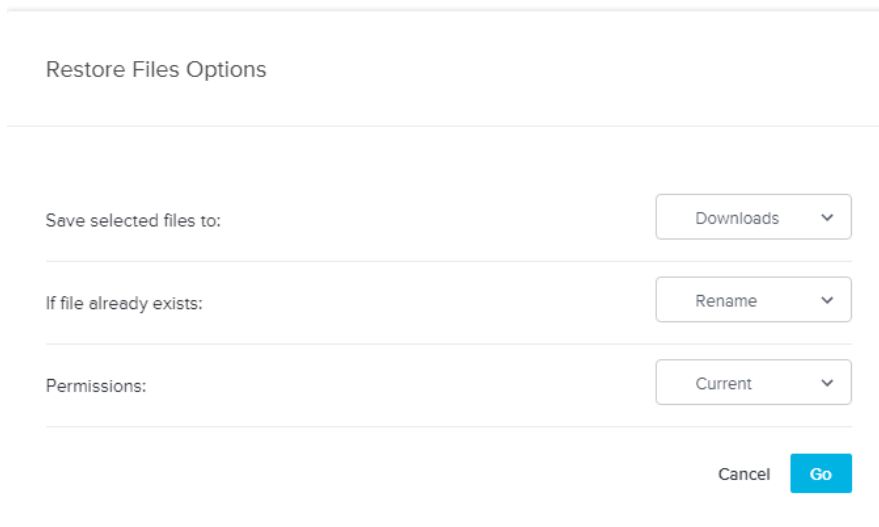 Restore Files Options
Save selected files to:
Downloads
If file already exists:
Rename
Permissions:
Current
Cancel
Go